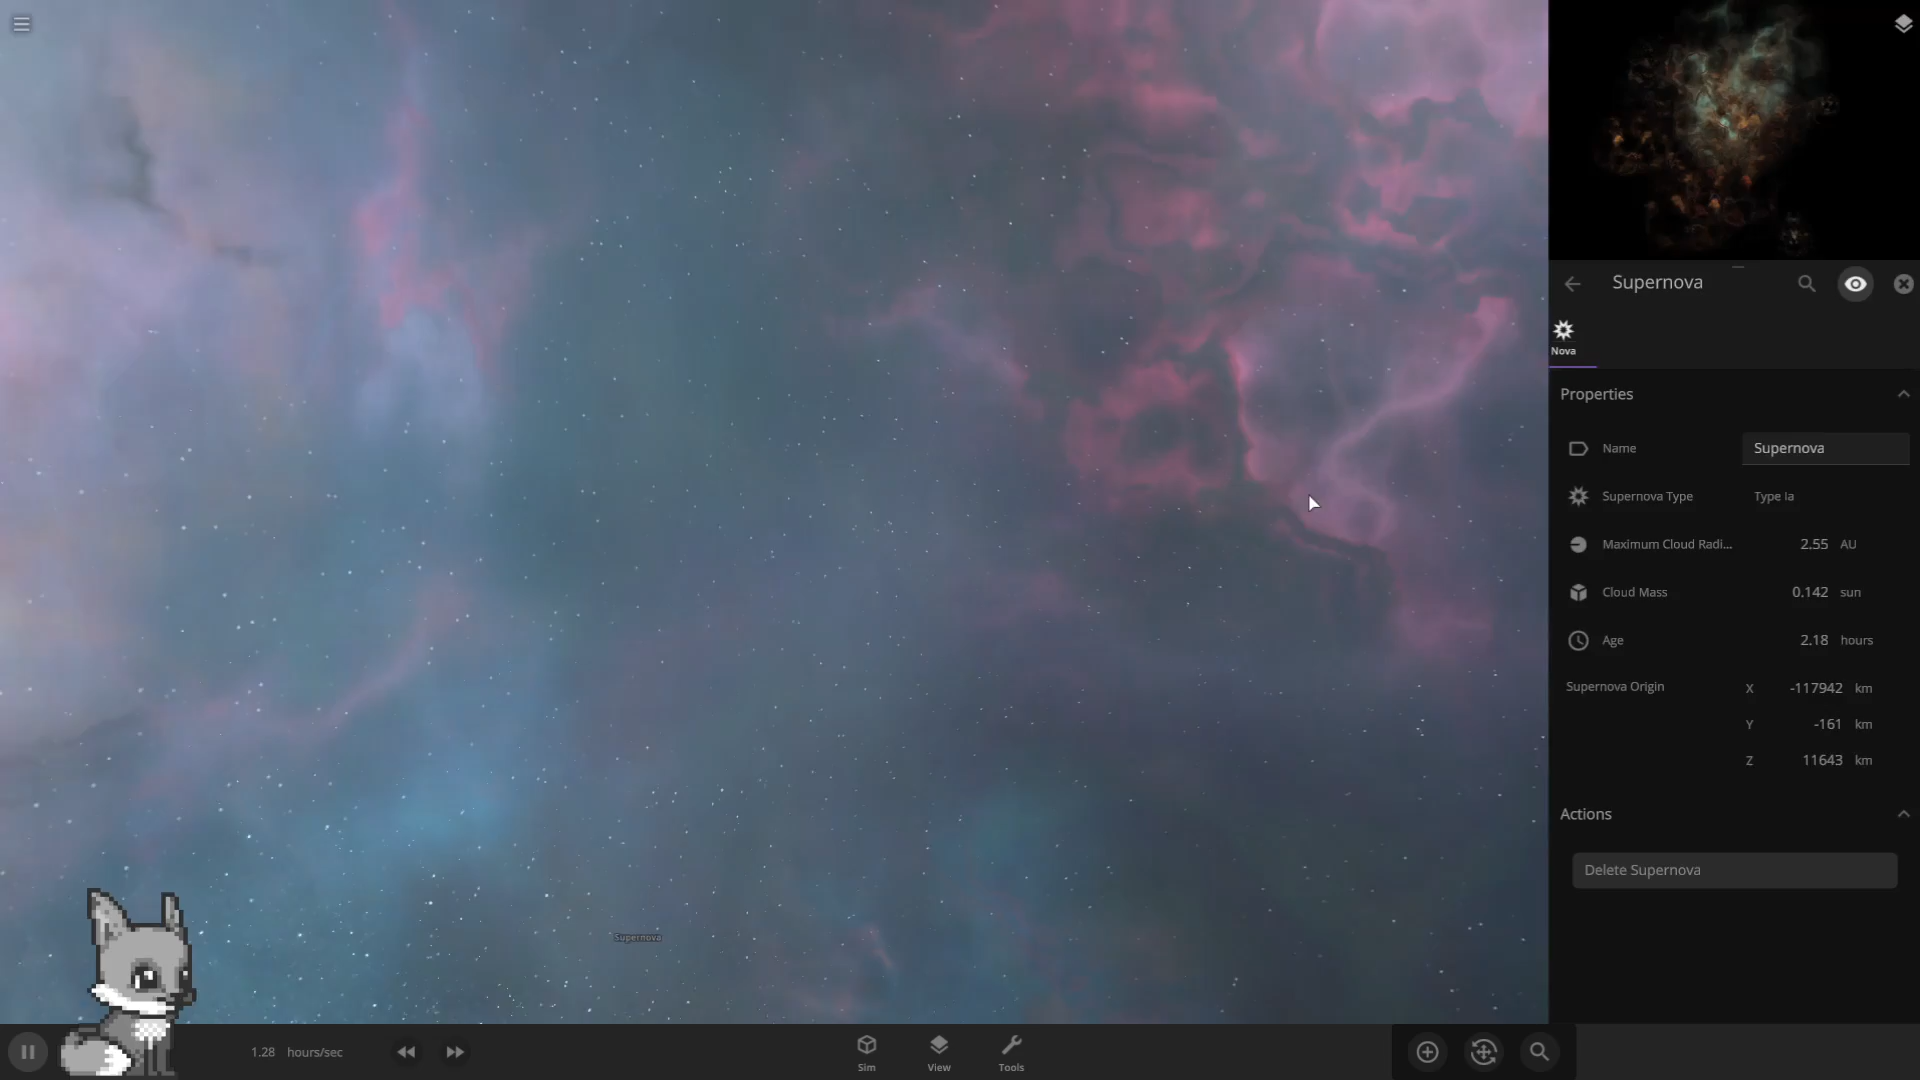 Supernova
Nova
Properties
Name Supernova
Supernova Type Type Ia
Maximum Cloud Radi... 2.55 AU
Cloud Mass 0.142 sun
Age 2.18 hours
Supernova Origin X -117942 km
Y -161 km
Z 11643 km
Actions
Delete Supernova
Supernova
1.28 hours/sec
Sim View Tools